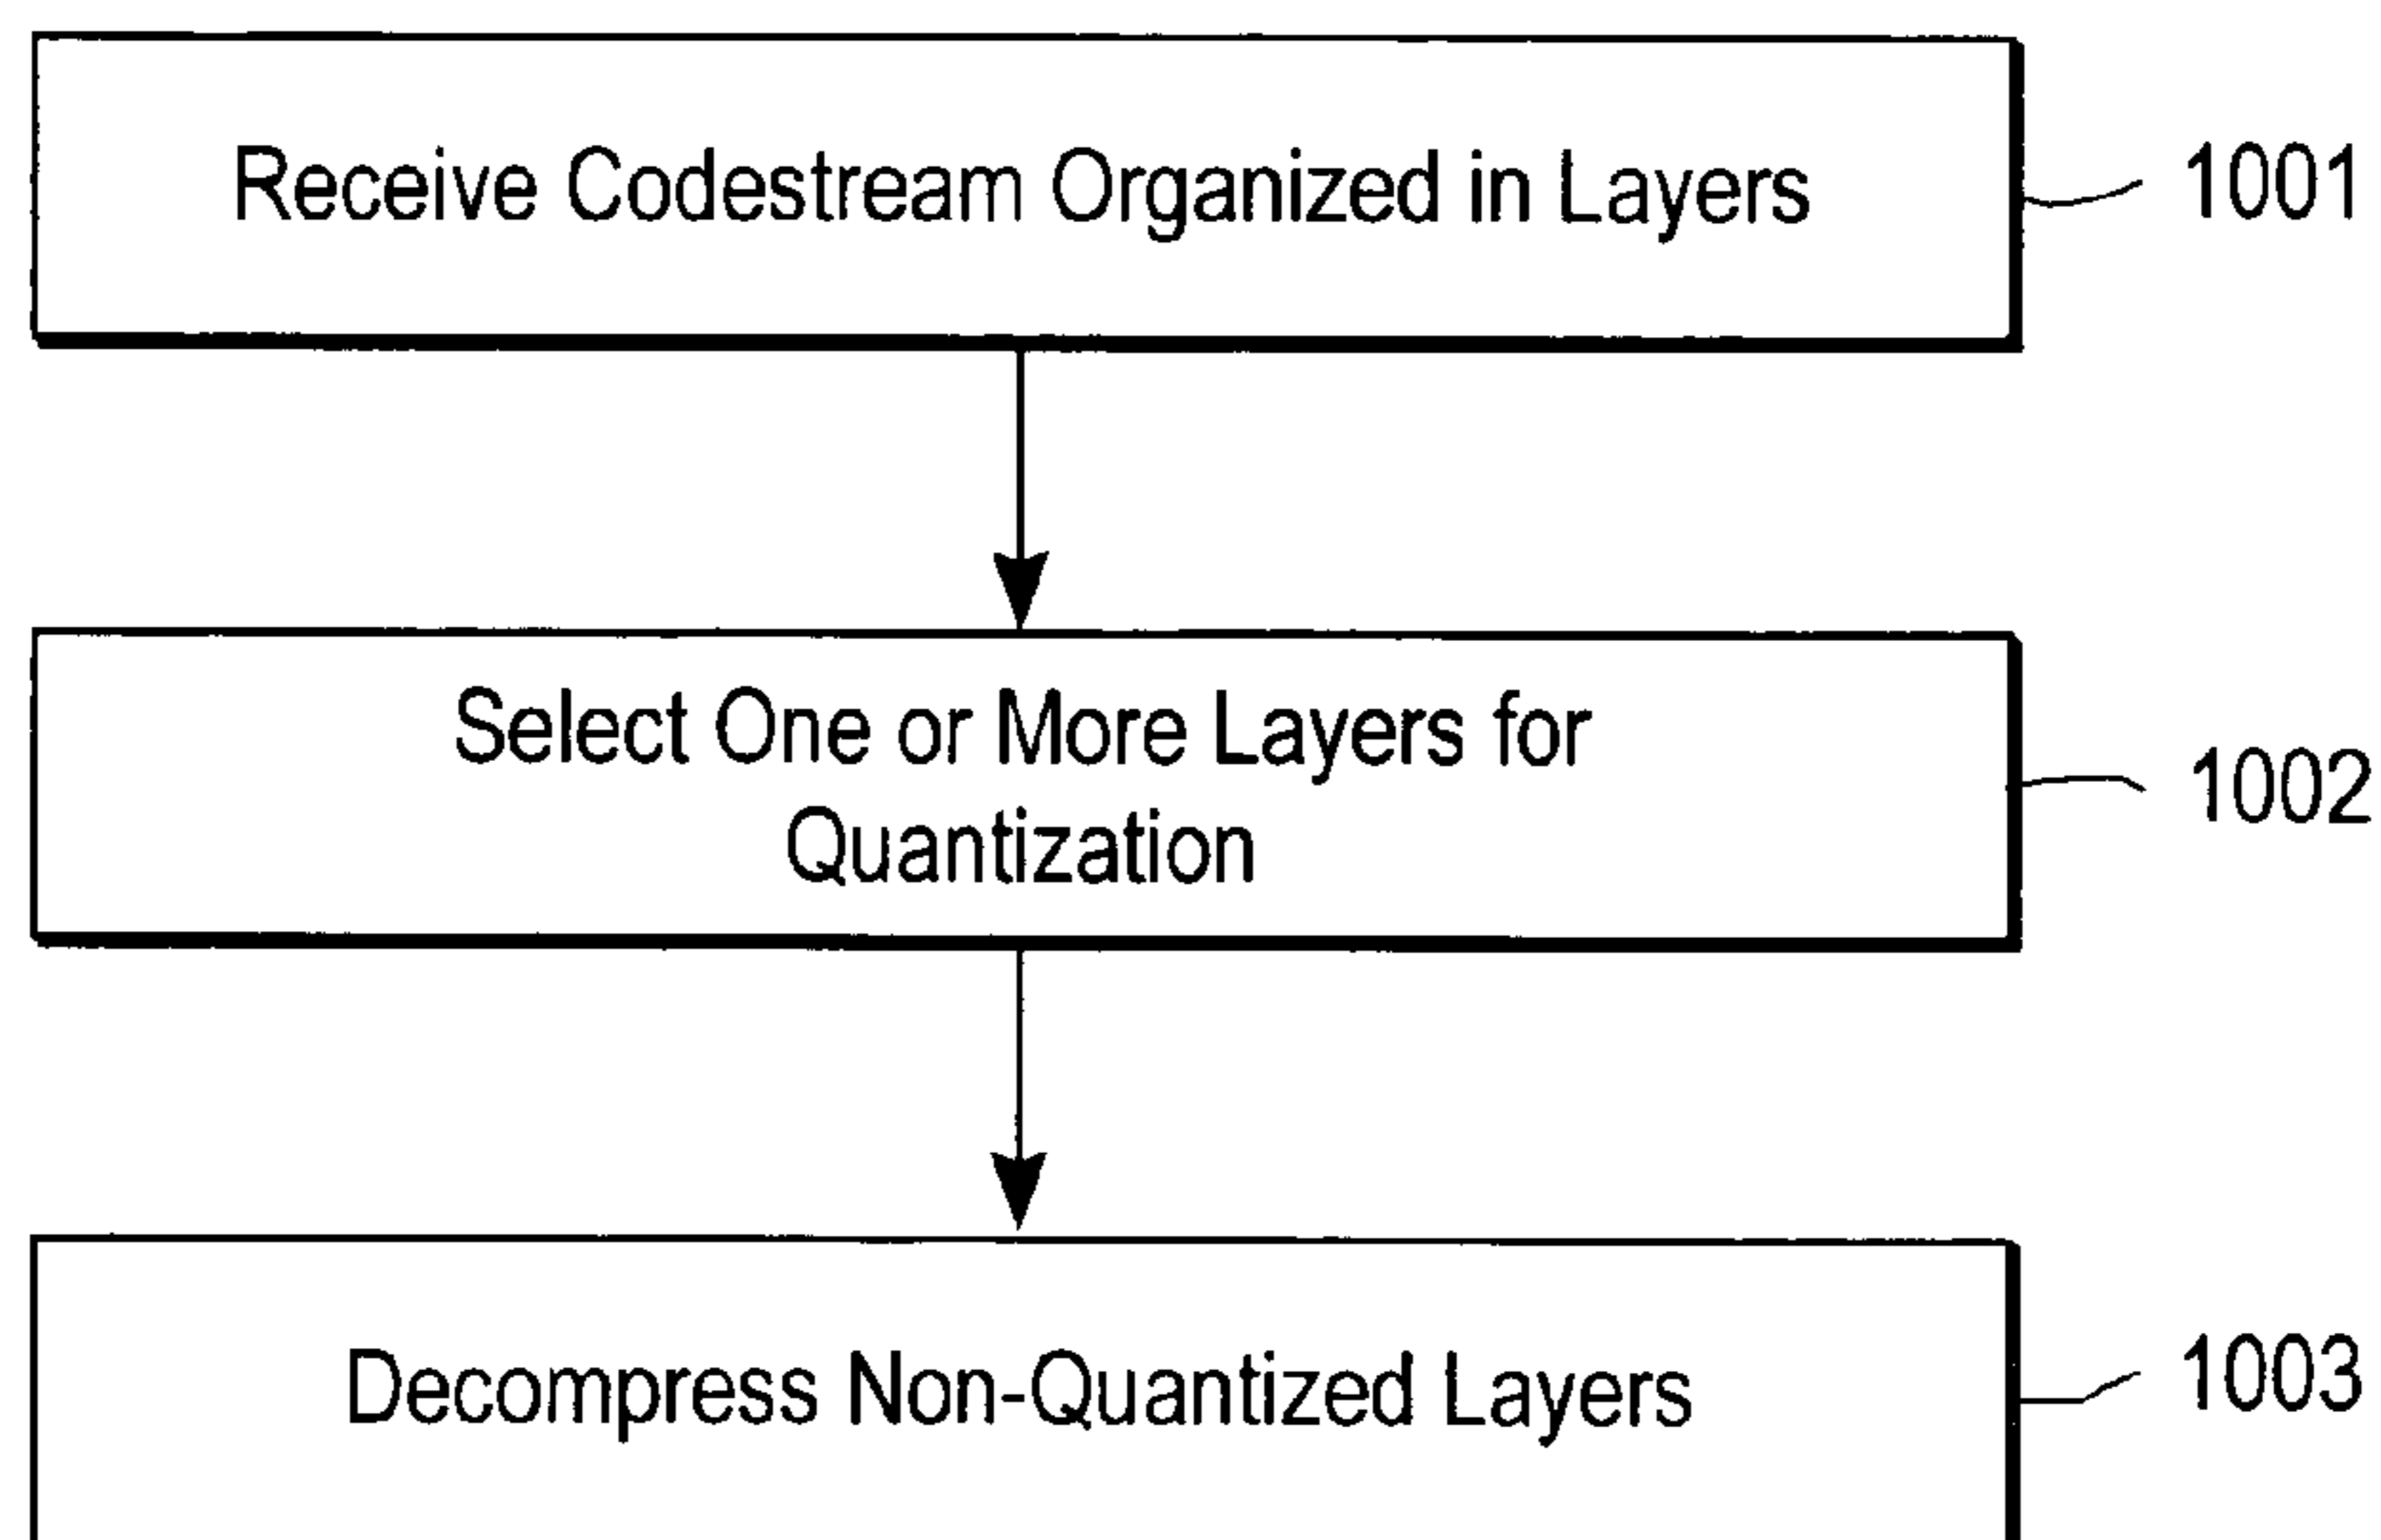 Receive Codestream Organized in Layers
1001
Select One or More Layers for
Quantization
1002
Decompress Non-Quantized Layers
1003